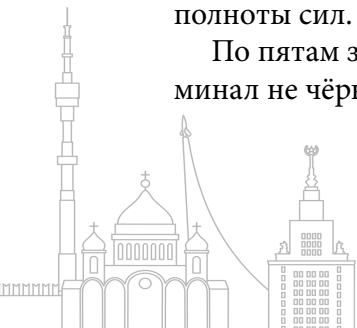 полноты сил.
По пятам з
минал не чёрн